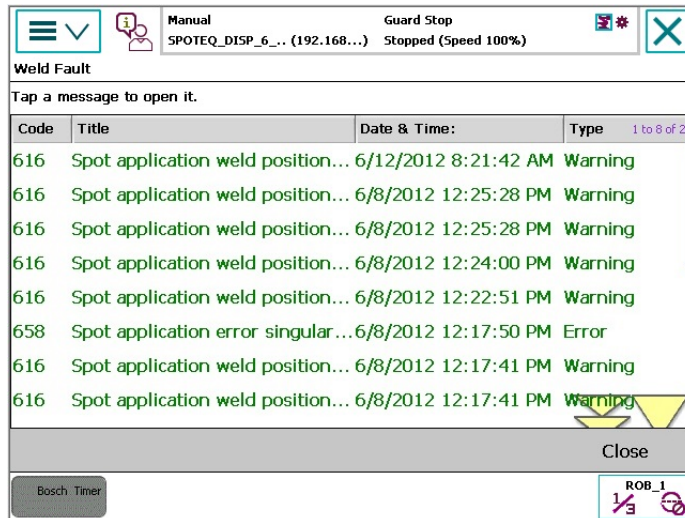 Manual Guard Stop
SPOTEQ_DISP_6_.. (192.168...) Stopped (Speed 100%)
Weld Fault
Tap a message to open it.
Code Title Date & Time: Type 1 to 8 of 2
616 Spot application weld position... 6/12/2012 8:21:42 AM Warning
616 Spot application weld position... 6/8/2012 12:25:28 PM Warning
616 Spot application weld position... 6/8/2012 12:25:28 PM Warning
616 Spot application weld position... 6/8/2012 12:24:00 PM Warning
616 Spot application weld position... 6/8/2012 12:22:51 PM Warning
658 Spot application error singular... 6/8/2012 12:17:50 PM Error
616 Spot application weld position... 6/8/2012 12:17:41 PM Warning
616 Spot application weld position... 6/8/2012 12:17:41 PM Warning
Close
Bosch Timer
ROB_1
1/3